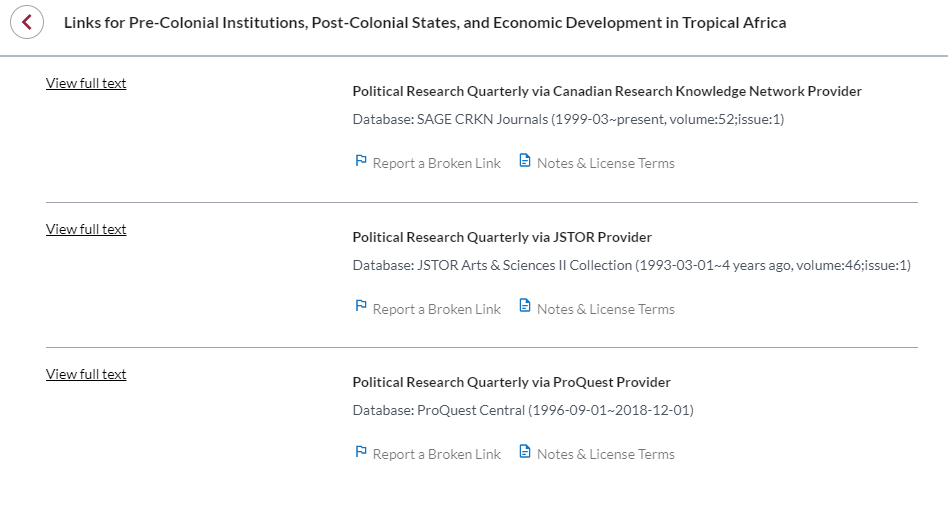 Links for Pre-Colonial Institutions, Post-Colonial States, and Economic Development in Tropical Africa
View full text
Political Research Quarterly via Canadian Research Knowledge Network Provider
Database: SAGE CRKN Journals (1999-03~present, volume:52;issue:1)
Report a Broken Link Notes & License Terms
View full text
Political Research Quarterly via JSTOR Provider
Database: JSTOR Arts & Sciences II Collection (1993-03-01~4 years ago, volume:46;issue:1)
Report a Broken Link Notes & License Terms
View full text
Political Research Quarterly via ProQuest Provider
Database: ProQuest Central (1996-09-01~2018-12-01)
Report a Broken Link Notes & License Terms